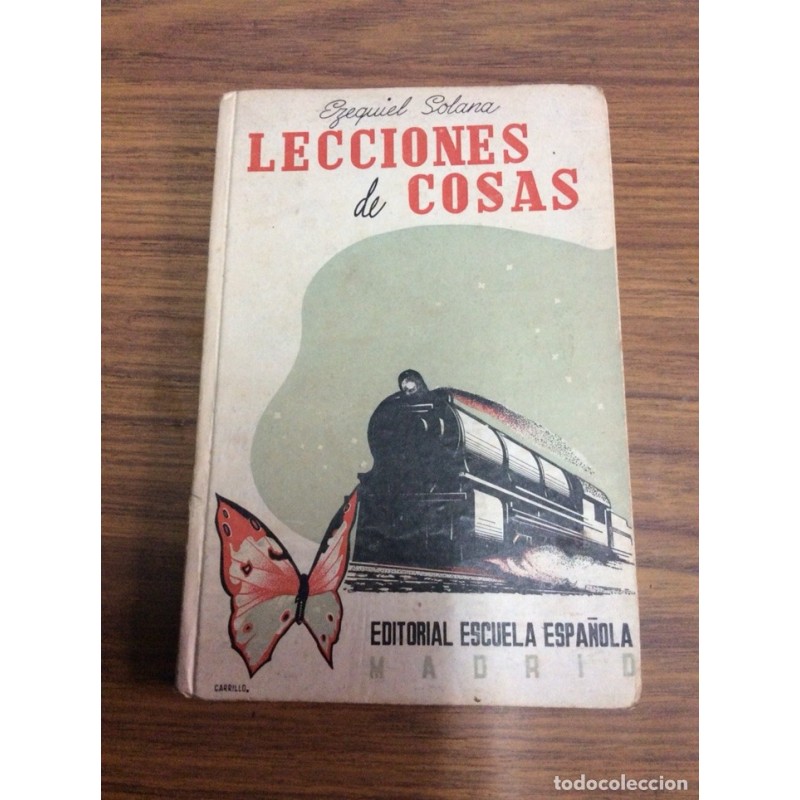 Ezequiel Solana
LECCIONES
de COSAS
EDITORIAL ESCUELA ESPAÑOLA
MADRID
CARRILLO.
todocoleccion